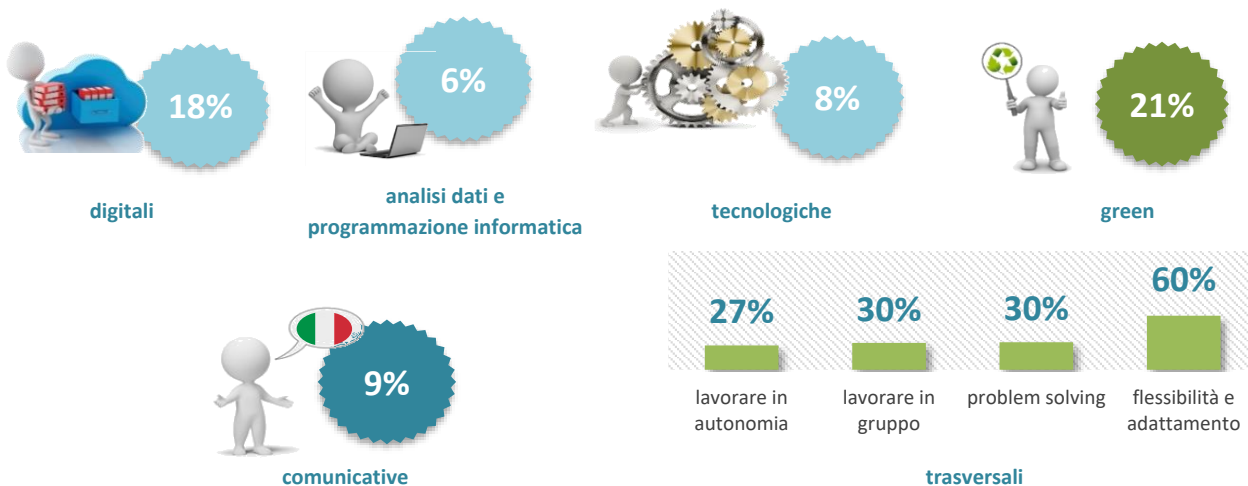 18%
6%
8%
21%
digitali
analisi dati e
programmazione informatica
tecnologiche
green
9%
comunicative
27%
30%
30%
60%
lavorare in
autonomia
lavorare in
gruppo
problem solving
flessibilità e
adattamento
trasversali